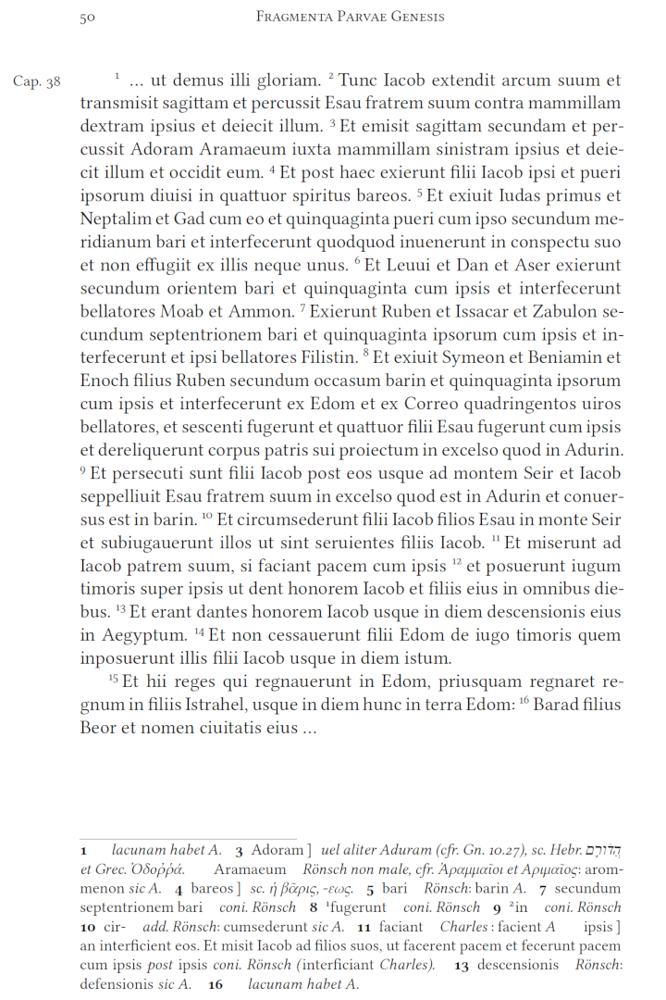 50 Fragmenta Parvae Genesis
Cap. 38 ¹ … ut demus illi gloriam. ² Tunc Iacob extendit arcum suum et
transmisit sagittam et percussit Esau fratrem suum contra mammillam
dextram ipsius et deiecit illum. ³ Et emisit sagittam secundam et per-
cussit Adoram Aramaeum iuxta mammillam sinistram ipsius et deie-
cit illum et occidit eum. ⁴ Et post haec exierunt filii Iacob ipsi et pueri
ipsorum diuisi in quattuor spiritus bareos. ⁵ Et exiuit Iudas primus et
Neptalim et Gad cum eo et quinquaginta pueri cum ipso secundum me-
ridianum bari et interfecerunt quodquod inuenerunt in conspectu suo
et non effugiit ex illis neque unus. ⁶ Et Leuui et Dan et Aser exierunt
secundum orientem bari et quinquaginta cum ipsis et interfecerunt
bellatores Moab et Ammon. ⁷ Exierunt Ruben et Issacar et Zabulon se-
cundum septentrionem bari et quinquaginta ipsorum cum ipsis et in-
terfecerunt et ipsi bellatores Filistin. ⁸ Et exiuit Symeon et Beniamin et
Enoch filius Ruben secundum occasum barin et quinquaginta ipsorum
cum ipsis et interfecerunt ex Edom et ex Correo quadringentos uiros
bellatores, et sescenti fugerunt et quattuor filii Esau fugerunt cum ipsis
et dereliquerunt corpus patris sui proiectum in excelso quod in Adurin.
⁹ Et persecuti sunt filii Iacob post eos usque ad montem Seir et Iacob
seppelliuit Esau fratrem suum in excelso quod est in Adurin et conuer-
sus est in barin. ¹⁰ Et circumsederunt filii Iacob filios Esau in monte Seir
et subiugauerunt illos ut sint seruientes filiis Iacob. ¹¹ Et miserunt ad
Iacob patrem suum, si faciant pacem cum ipsis ¹² et posuerunt iugum
timoris super ipsis ut dent honorem Iacob et filiis eius in omnibus die-
bus. ¹³ Et erant dantes honorem Iacob usque in diem descensionis eius
in Aegyptum. ¹⁴ Et non cessauerunt filii Edom de iugo timoris quem
inposuerunt illis filii Iacob usque in diem istum.
¹⁵ Et hii reges qui regnauerunt in Edom, priusquam regnaret re-
gnum in filiis Istrahel, usque in diem hunc in terra Edom: ¹⁶ Barad filius
Beor et nomen ciuitatis eius …
1 lacunam habet A. 3 Adoram ] uel aliter Aduram (cfr. Gn. 10.27), sc. Hebr. הֲדוֹרָם
et Grec. Ὀδορρά. Aramaeum Rönsch non male, cfr. Ἀραμμαῖοι et Αριμαῖος: arom-
menon sic A. 4 bareos ] sc. ἡ βᾶρις, -εως. 5 bari Rönsch: barin A. 7 secundum
septentrionem bari coni. Rönsch 8 ¹fugerunt coni. Rönsch 9 ²in coni. Rönsch
10 cir- add. Rönsch: cumsederunt sic A. 11 faciant Charles : facient A ipsis ]
an interficient eos. Et misit Iacob ad filios suos, ut facerent pacem et fecerunt pacem
cum ipsis post ipsis coni. Rönsch (interficiant Charles). 13 descensionis Rönsch:
defensionis sic A. 16 lacunam habet A.